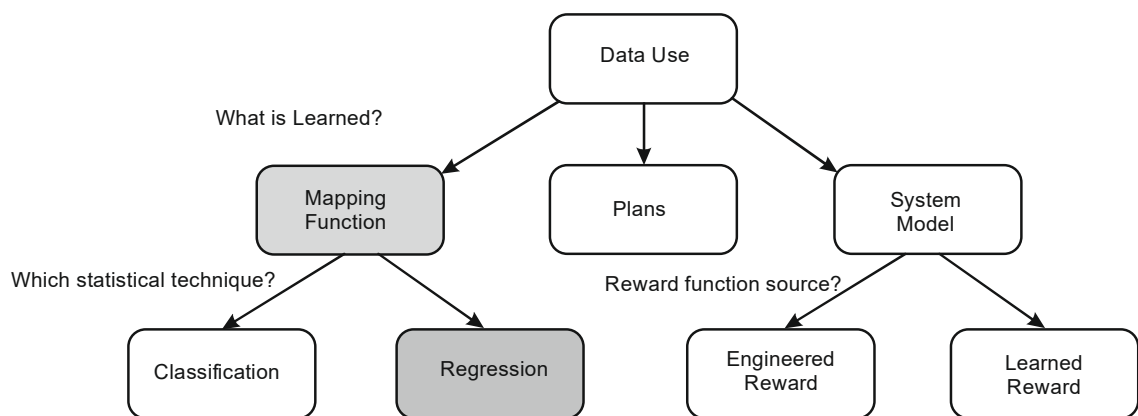 Data Use
What is Learned?
Mapping
Function
Plans
System
Model
Which statistical technique?
Reward function source?
Classification
Regression
Engineered
Reward
Learned
Reward